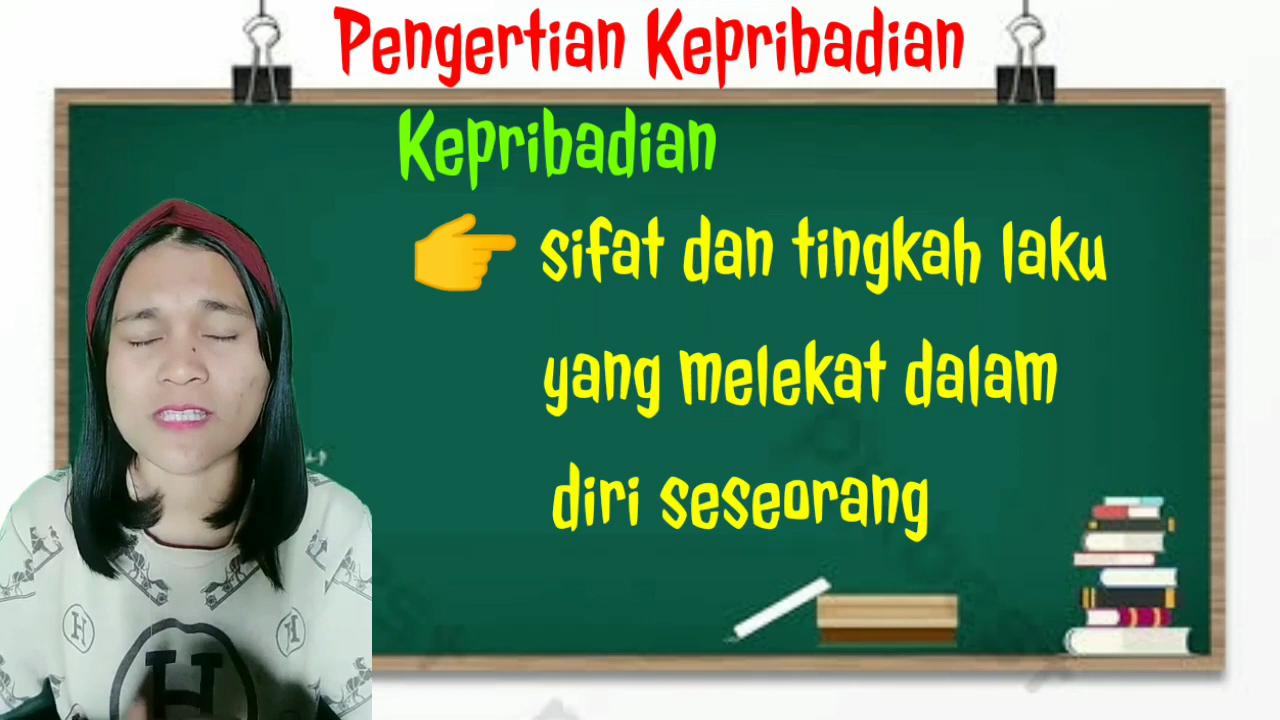 Pengertian Kepribadian
Kepribadian
sifat dan tingkah laku
yang melekat dalam
diri seseorang
H
H
H